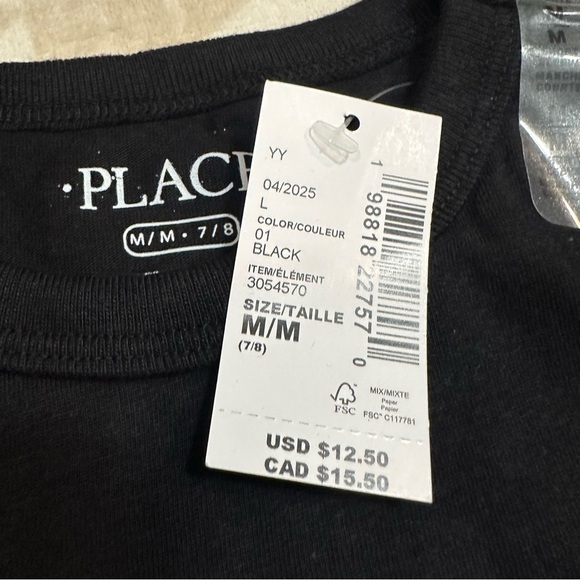 ·PLACE
M/M • 7/8
YY
04/2025
L
COLOR/COULEUR
01
BLACK
ITEM/ÉLÉMENT
3054570
SIZE/TAILLE
M/M
(7/8)
1 98818 22757 0
FSC
MIX/MIXTE
Paper
Papier
FSC® C117781
USD $12.50
CAD $15.50
M